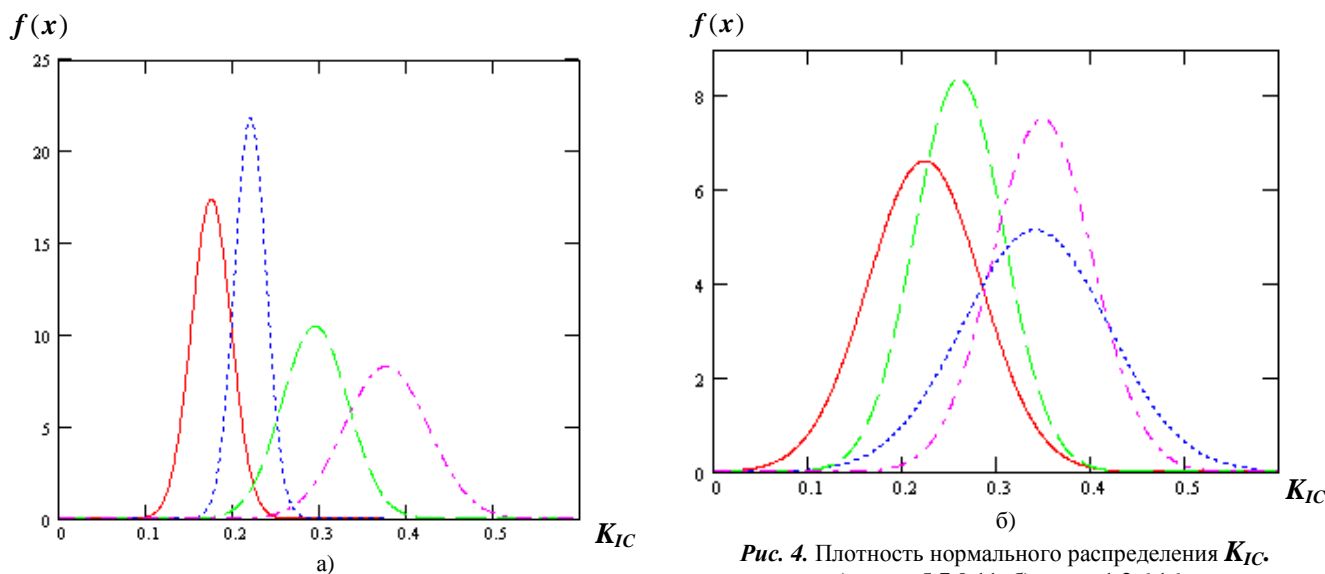 f(x)
25
20
15
10
5
0
0 0.1 0.2 0.3 0.4 0.5
K_IC
а)
f(x)
8
6
4
2
0
0 0.1 0.2 0.3 0.4 0.5
K_IC
б)
Рис. 4. Плотность нормального распределения K_IC.